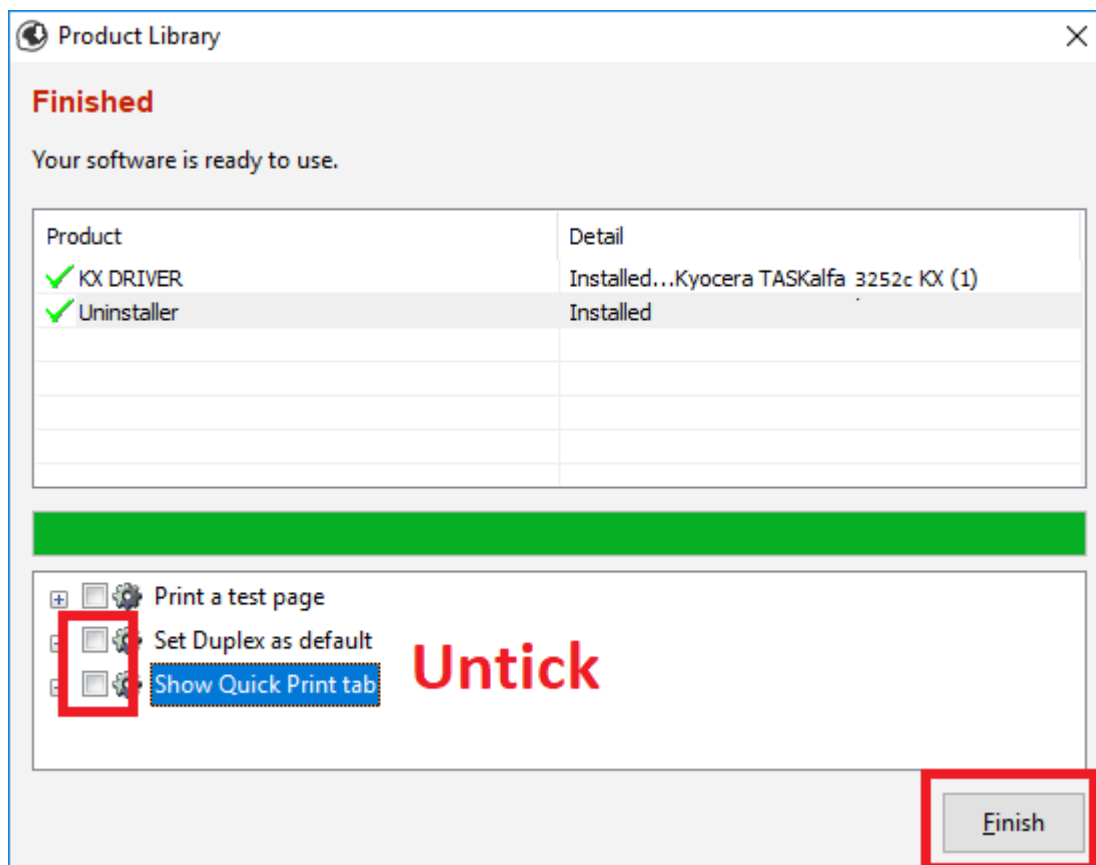 Product Library
Finished
Your software is ready to use.
Product Detail
KX DRIVER Installed...Kyocera TASKalfa 3252c KX (1)
Uninstaller Installed
Print a test page
Set Duplex as default
Untick
Show Quick Print tab
Finish